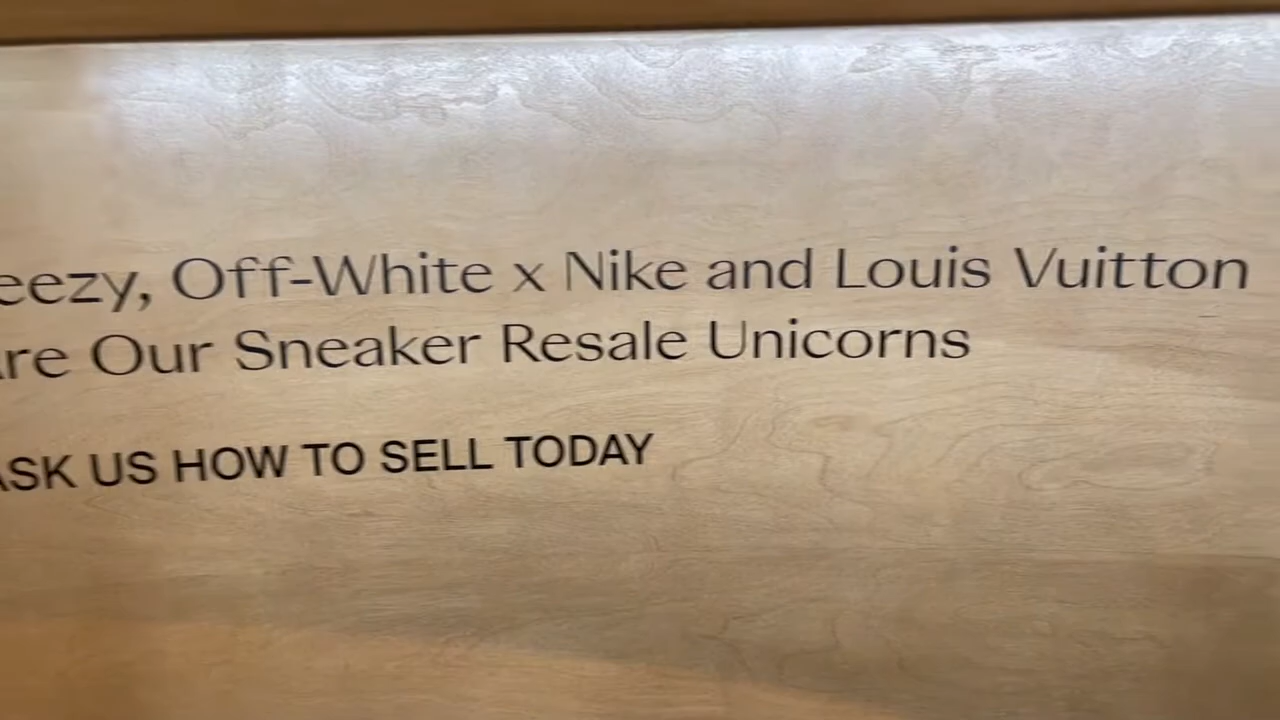 eezy, Off-White x Nike and Louis Vuitton
re Our Sneaker Resale Unicorns
ASK US HOW TO SELL TODAY